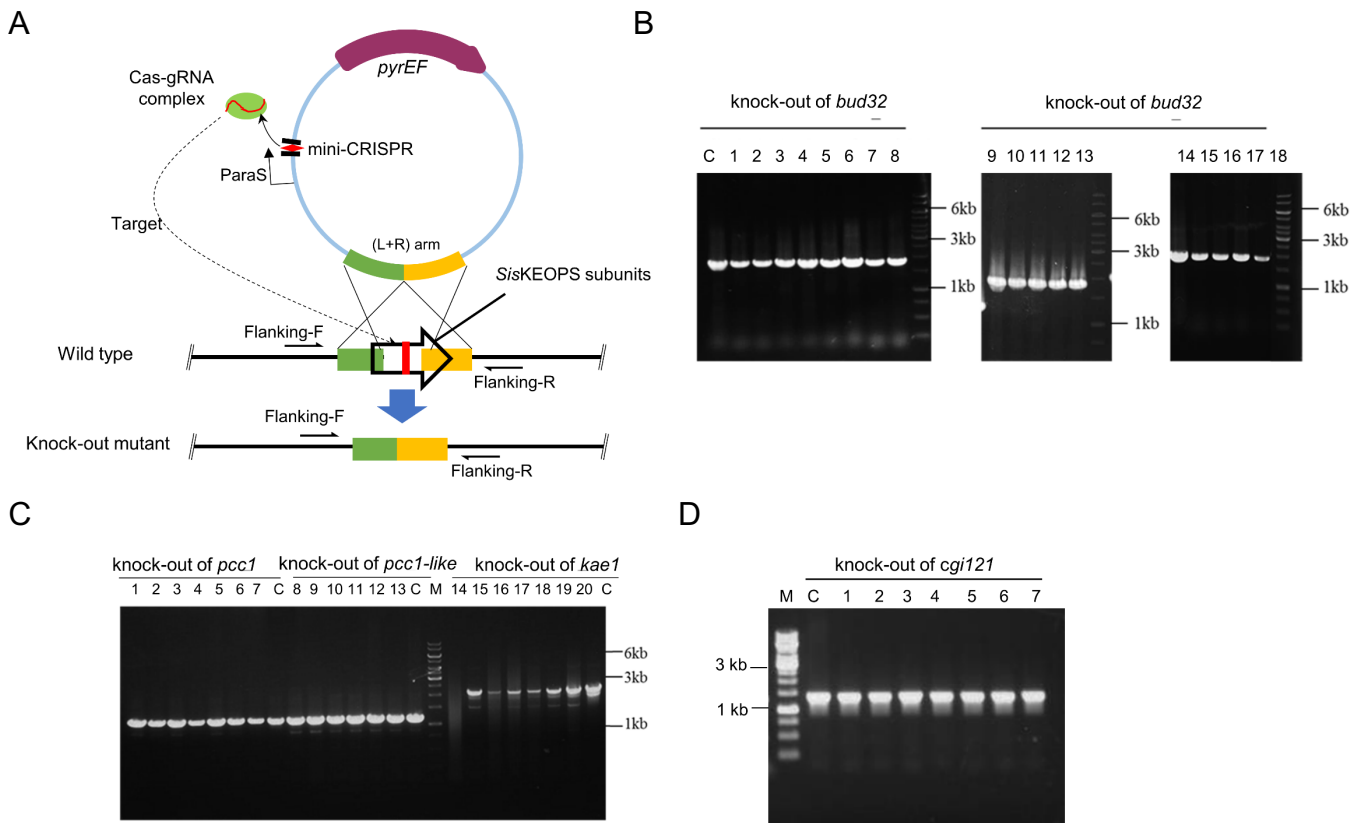 A
pyrEF
Cas-gRNA
complex
mini-CRISPR
ParaS
Target
(L+R) arm
SisKEOPS subunits
Flanking-F
Wild type
Flanking-R
Flanking-F
Knock-out mutant
Flanking-R
B
knock-out of bud32
knock-out of bud32
C 1 2 3 4 5 6 7 8
9 10 11 12 13
14 15 16 17 18
6kb
3kb
1kb
6kb
3kb
1kb
6kb
3kb
1kb
C
knock-out of pcc1
knock-out of pcc1-like
knock-out of kae1
1 2 3 4 5 6 7 C 8 9 10 11 12 13 C M 14 15 16 17 18 19 20 C
6kb
3kb
1kb
D
knock-out of cgi121
M C 1 2 3 4 5 6 7
3 kb
1 kb